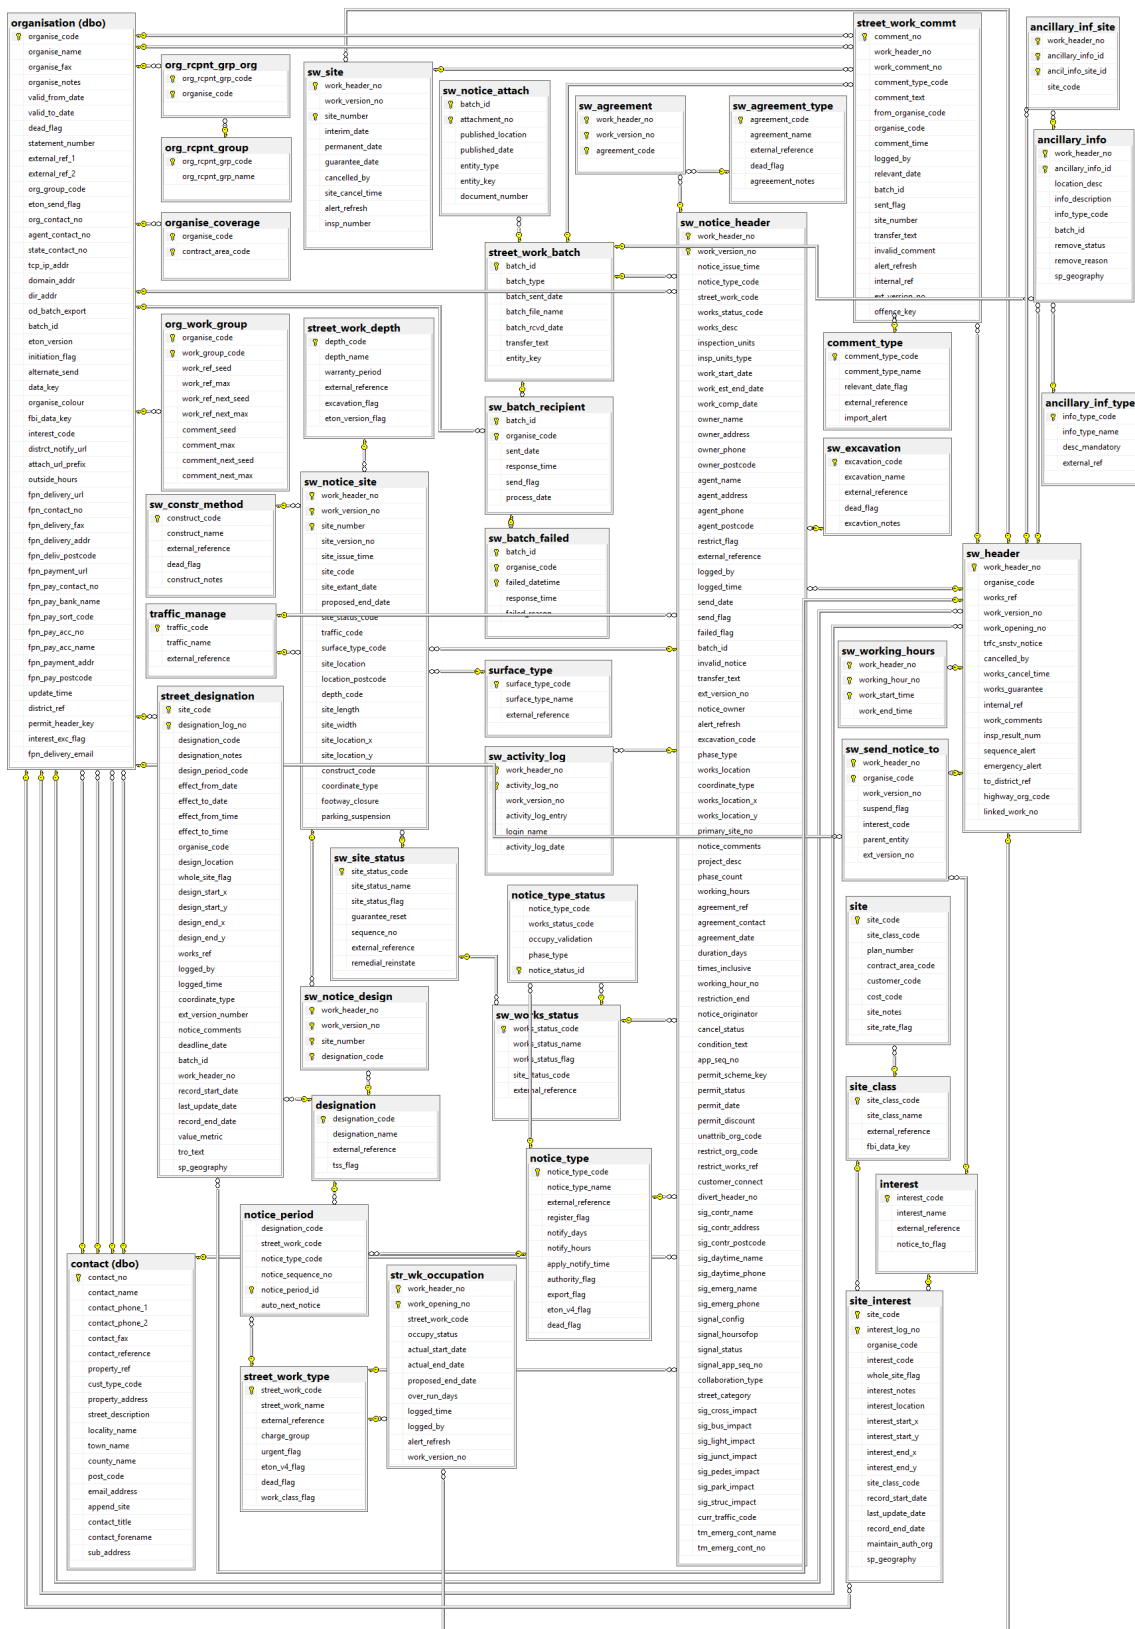 organisation (dbo)
organise_code
organise_name
organise_fax
organise_notes
valid_from_date
valid_to_date
dead_flag
statement_number
external_ref_1
external_ref_2
org_group_code
eton_send_flag
org_contact_no
agent_contact_no
state_contact_no
tcp_ip_addr
domain_addr
dir_addr
od_batch_export
batch_id
eton_version
initiation_flag
alternate_send
data_key
organise_colour
fbi_data_key
interest_code
distrct_notify_url
attach_url_prefix
outside_hours
fpn_delivery_url
fpn_contact_no
fpn_delivery_fax
fpn_delivery_addr
fpn_deliv_postcode
fpn_payment_url
fpn_pay_contact_no
fpn_pay_bank_name
fpn_pay_sort_code
fpn_pay_acc_no
fpn_pay_acc_name
fpn_payment_addr
fpn_pay_postcode
update_time
district_ref
permit_header_key
interest_exc_flag
fpn_delivery_email
org_rcpnt_grp_org
org_rcpnt_grp_code
organise_code
org_rcpnt_group
org_rcpnt_grp_code
org_rcpnt_grp_name
organise_coverage
organise_code
contract_area_code
org_work_group
organise_code
work_group_code
work_ref_seed
work_ref_max
work_ref_next_seed
work_ref_next_max
comment_seed
comment_max
comment_next_seed
comment_next_max
sw_constr_method
construct_code
construct_name
external_reference
dead_flag
construct_notes
traffic_manage
traffic_code
traffic_name
external_reference
street_designation
site_code
designation_log_no
designation_code
designation_notes
design_period_code
effect_from_date
effect_to_date
effect_from_time
effect_to_time
organise_code
design_location
whole_site_flag
design_start_x
design_start_y
design_end_x
design_end_y
works_ref
logged_by
logged_time
coordinate_type
ext_version_number
notice_comments
deadline_date
batch_id
work_header_no
record_start_date
last_update_date
record_end_date
value_metric
tro_text
sp_geography
contact (dbo)
contact_no
contact_name
contact_phone_1
contact_phone_2
contact_fax
contact_reference
property_ref
cust_type_code
property_address
street_description
locality_name
town_name
county_name
post_code
email_address
append_site
contact_title
contact_forename
sub_address
sw_site
work_header_no
work_version_no
site_number
interim_date
permanent_date
guarantee_date
cancelled_by
site_cancel_time
alert_refresh
insp_number
street_work_depth
depth_code
depth_name
warranty_period
external_reference
excavation_flag
eton_version_flag
sw_notice_site
work_header_no
work_version_no
site_number
site_version_no
site_issue_time
site_code
site_extant_date
proposed_end_date
site_status_code
traffic_code
surface_type_code
site_location
location_postcode
depth_code
site_length
site_width
site_location_x
site_location_y
construct_code
coordinate_type
footway_closure
parking_suspension
sw_site_status
site_status_code
site_status_name
site_status_flag
guarantee_reset
sequence_no
external_reference
remedial_reinstate
sw_notice_design
work_header_no
work_version_no
site_number
designation_code
designation
designation_code
designation_name
external_reference
tss_flag
notice_period
designation_code
street_work_code
notice_type_code
notice_sequence_no
notice_period_id
auto_next_notice
street_work_type
street_work_code
street_work_name
external_reference
charge_group
urgent_flag
eton_v4_flag
dead_flag
work_class_flag
str_wk_occupation
work_header_no
work_opening_no
street_work_code
occupy_status
actual_start_date
actual_end_date
proposed_end_date
over_run_days
logged_time
logged_by
alert_refresh
work_version_no
sw_notice_attach
batch_id
attachment_no
published_location
published_date
entity_type
entity_key
document_number
street_work_batch
batch_id
batch_type
batch_sent_date
batch_file_name
batch_rcvd_date
transfer_text
entity_key
sw_batch_recipient
batch_id
organise_code
sent_date
response_time
send_flag
process_date
sw_batch_failed
batch_id
organise_code
failed_datetime
response_time
failed_reason
surface_type
surface_type_code
surface_type_name
external_reference
sw_activity_log
work_header_no
activity_log_no
work_version_no
activity_log_entry
login_name
activity_log_date
notice_type_status
notice_type_code
works_status_code
occupy_validation
phase_type
notice_status_id
sw_works_status
works_status_code
works_status_name
works_status_flag
site_status_code
external_reference
notice_type
notice_type_code
notice_type_name
external_reference
register_flag
notify_days
notify_hours
apply_notify_time
authority_flag
export_flag
eton_v4_flag
dead_flag
sw_agreement
work_header_no
work_version_no
agreement_code
sw_agreement_type
agreement_code
agreement_name
external_reference
dead_flag
agreeement_notes
sw_notice_header
work_header_no
work_version_no
notice_issue_time
notice_type_code
street_work_code
works_status_code
works_desc
inspection_units
insp_units_type
work_start_date
work_est_end_date
work_comp_date
owner_name
owner_address
owner_phone
owner_postcode
agent_name
agent_address
agent_phone
agent_postcode
restrict_flag
external_reference
logged_by
logged_time
send_date
send_flag
failed_flag
batch_id
invalid_notice
transfer_text
ext_version_no
notice_owner
alert_refresh
excavation_code
phase_type
works_location
coordinate_type
works_location_x
works_location_y
primary_site_no
notice_comments
project_desc
phase_count
working_hours
agreement_ref
agreement_contact
agreement_date
duration_days
times_inclusive
working_hour_no
restriction_end
notice_originator
cancel_status
condition_text
app_seq_no
permit_scheme_key
permit_status
permit_date
permit_discount
unattrib_org_code
restrict_org_code
restrict_works_ref
customer_connect
divert_header_no
sig_contr_name
sig_contr_address
sig_contr_postcode
sig_daytime_name
sig_daytime_phone
sig_emerg_name
sig_emerg_phone
signal_config
signal_hoursofop
signal_status
signal_app_seq_no
collaboration_type
street_category
sig_cross_impact
sig_bus_impact
sig_light_impact
sig_junct_impact
sig_pedes_impact
sig_park_impact
sig_struc_impact
curr_traffic_code
tm_emerg_cont_name
tm_emerg_cont_no
street_work_commt
comment_no
work_header_no
work_comment_no
comment_type_code
comment_text
from_organise_code
organise_code
comment_time
logged_by
relevant_date
batch_id
sent_flag
site_number
transfer_text
invalid_comment
alert_refresh
internal_ref
ext_version_no
offence_key
comment_type
comment_type_code
comment_type_name
relevant_date_flag
external_reference
import_alert
sw_excavation
excavation_code
excavation_name
external_reference
dead_flag
excavtion_notes
sw_working_hours
work_header_no
working_hour_no
work_start_time
work_end_time
sw_send_notice_to
work_header_no
organise_code
work_version_no
suspend_flag
interest_code
parent_entity
ext_version_no
site
site_code
site_class_code
plan_number
contract_area_code
customer_code
cost_code
site_notes
site_rate_flag
site_class
site_class_code
site_class_name
external_reference
fbi_data_key
interest
interest_code
interest_name
external_reference
notice_to_flag
site_interest
site_code
interest_log_no
organise_code
interest_code
whole_site_flag
interest_notes
interest_location
interest_start_x
interest_start_y
interest_end_x
interest_end_y
site_class_code
record_start_date
last_update_date
record_end_date
maintain_auth_org
sp_geography
ancillary_inf_site
work_header_no
ancillary_info_id
ancil_info_site_id
site_code
ancillary_info
work_header_no
ancillary_info_id
location_desc
info_description
info_type_code
batch_id
remove_status
remove_reason
sp_geography
ancillary_inf_type
info_type_code
info_type_name
desc_mandatory
external_ref
sw_header
work_header_no
organise_code
works_ref
work_version_no
work_opening_no
trfc_snstv_notice
cancelled_by
works_cancel_time
works_guarantee
internal_ref
work_comments
insp_result_num
sequence_alert
emergency_alert
to_district_ref
highway_org_code
linked_work_no